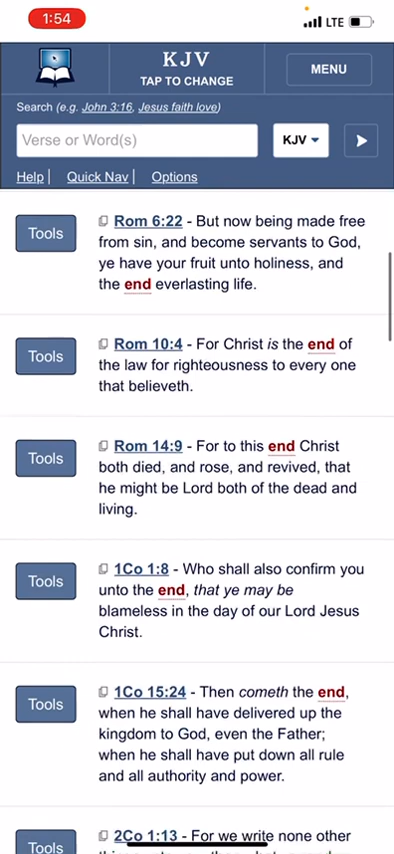 1:54
LTE
KJV
TAP TO CHANGE
MENU
Search (e.g. John 3:16, Jesus faith love)
Verse or Word(s)
KJV
Help| Quick Nav| Options
Tools
Rom 6:22 - But now being made free
from sin, and become servants to God,
ye have your fruit unto holiness, and
the end everlasting life.
Tools
Rom 10:4 - For Christ is the end of
the law for righteousness to every one
that believeth.
Tools
Rom 14:9 - For to this end Christ
both died, and rose, and revived, that
he might be Lord both of the dead and
living.
Tools
1Co 1:8 - Who shall also confirm you
unto the end, that ye may be
blameless in the day of our Lord Jesus
Christ.
Tools
1Co 15:24 - Then cometh the end,
when he shall have delivered up the
kingdom to God, even the Father;
when he shall have put down all rule
and all authority and power.
Tools
2Co 1:13 - For we write none other